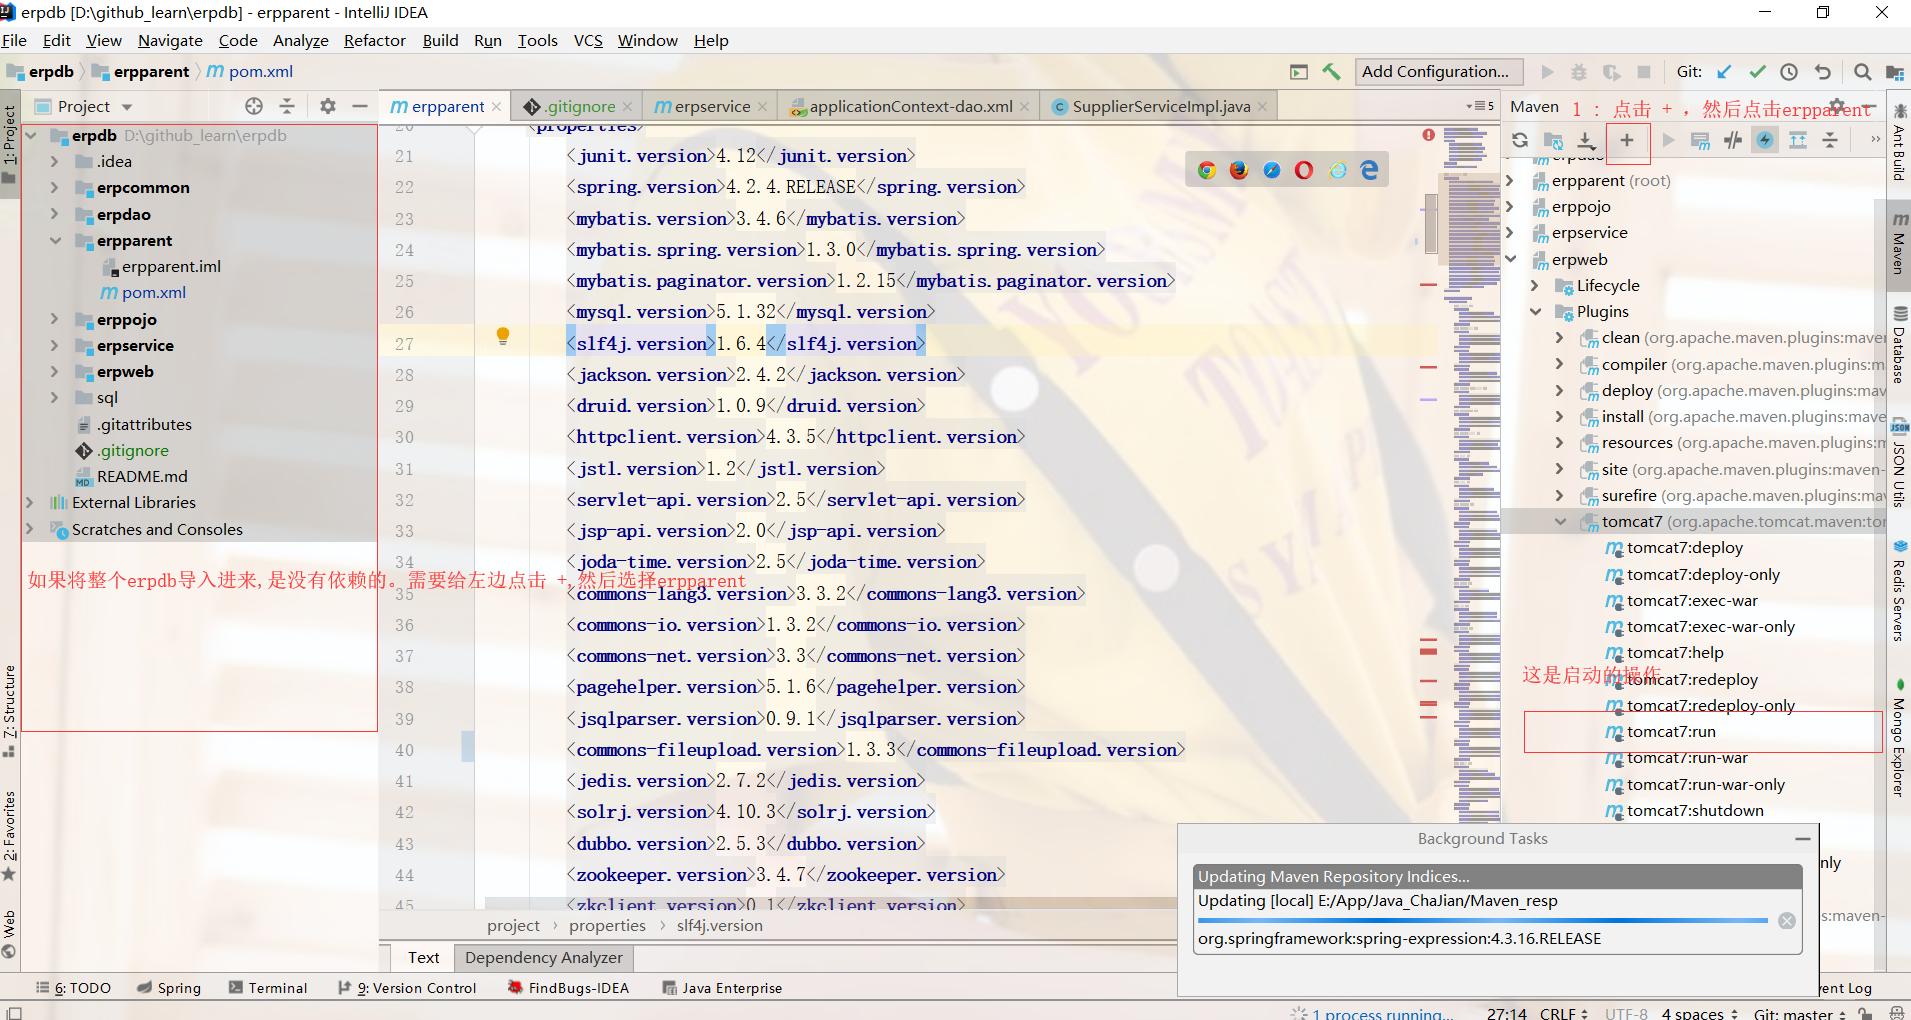 erpdb [D:\github_learn\erpdb] - erpparent - IntelliJ IDEA
File Edit View Navigate Code Analyze Refactor Build Run Tools VCS Window Help
erpdb erpparent pom.xml
Add Configuration... Git:
Project
erpparent
.gitignore
erpservice
applicationContext-dao.xml
SupplierServiceImpl.java
5
Maven
1 : 点击 + ，然后点击erpparent
1: Project
erpdb D:\github_learn\erpdb
.idea
erpcommon
erpdao
erpparent
erpparent.iml
pom.xml
erppojo
erpservice
erpweb
sql
.gitattributes
.gitignore
README.md
External Libraries
Scratches and Consoles
如果将整个erpdb导入进来,是没有依赖的。需要给左边点击 +,然后选择erpparent
7: Structure
2: Favorites
Web
20 <properties>
21 <junit.version>4.12</junit.version>
22 <spring.version>4.2.4.RELEASE</spring.version>
23 <mybatis.version>3.4.6</mybatis.version>
24 <mybatis.spring.version>1.3.0</mybatis.spring.version>
25 <mybatis.paginator.version>1.2.15</mybatis.paginator.version>
26 <mysql.version>5.1.32</mysql.version>
27 <slf4j.version>1.6.4</slf4j.version>
28 <jackson.version>2.4.2</jackson.version>
29 <druid.version>1.0.9</druid.version>
30 <httpclient.version>4.3.5</httpclient.version>
31 <jstl.version>1.2</jstl.version>
32 <servlet-api.version>2.5</servlet-api.version>
33 <jsp-api.version>2.0</jsp-api.version>
34 <joda-time.version>2.5</joda-time.version>
35 <commons-lang3.version>3.3.2</commons-lang3.version>
36 <commons-io.version>1.3.2</commons-io.version>
37 <commons-net.version>3.3</commons-net.version>
38 <pagehelper.version>5.1.6</pagehelper.version>
39 <jsqlparser.version>0.9.1</jsqlparser.version>
40 <commons-fileupload.version>1.3.3</commons-fileupload.version>
41 <jedis.version>2.7.2</jedis.version>
42 <solrj.version>4.10.3</solrj.version>
43 <dubbo.version>2.5.3</dubbo.version>
44 <zookeeper.version>3.4.7</zookeeper.version>
45 <zkclient.version>0.1</zkclient.version>
project properties slf4j.version
Text Dependency Analyzer
erpdao
erpparent (root)
erppojo
erpservice
erpweb
Lifecycle
Plugins
clean (org.apache.maven.plugins:maven
compiler (org.apache.maven.plugins:m
deploy (org.apache.maven.plugins:mav
install (org.apache.maven.plugins:mave
resources (org.apache.maven.plugins:m
site (org.apache.maven.plugins:maven-
surefire (org.apache.maven.plugins:mav
tomcat7 (org.apache.tomcat.maven:tor
tomcat7:deploy
tomcat7:deploy-only
tomcat7:exec-war
tomcat7:exec-war-only
tomcat7:help
这是启动的操作
tomcat7:redeploy
tomcat7:redeploy-only
tomcat7:run
tomcat7:run-war
tomcat7:run-war-only
tomcat7:shutdown
nly
s:maven-
Ant Build
Maven
Database
JSON Utils
Redis Servers
Mongo Explorer
Background Tasks
Updating Maven Repository Indices...
Updating [local] E:/App/Java_ChaJian/Maven_resp
org.springframework:spring-expression:4.3.16.RELEASE
6: TODO Spring Terminal 9: Version Control FindBugs-IDEA Java Enterprise
vent Log
1 process running... 27:14 CRLF UTF-8 4 spaces Git: master